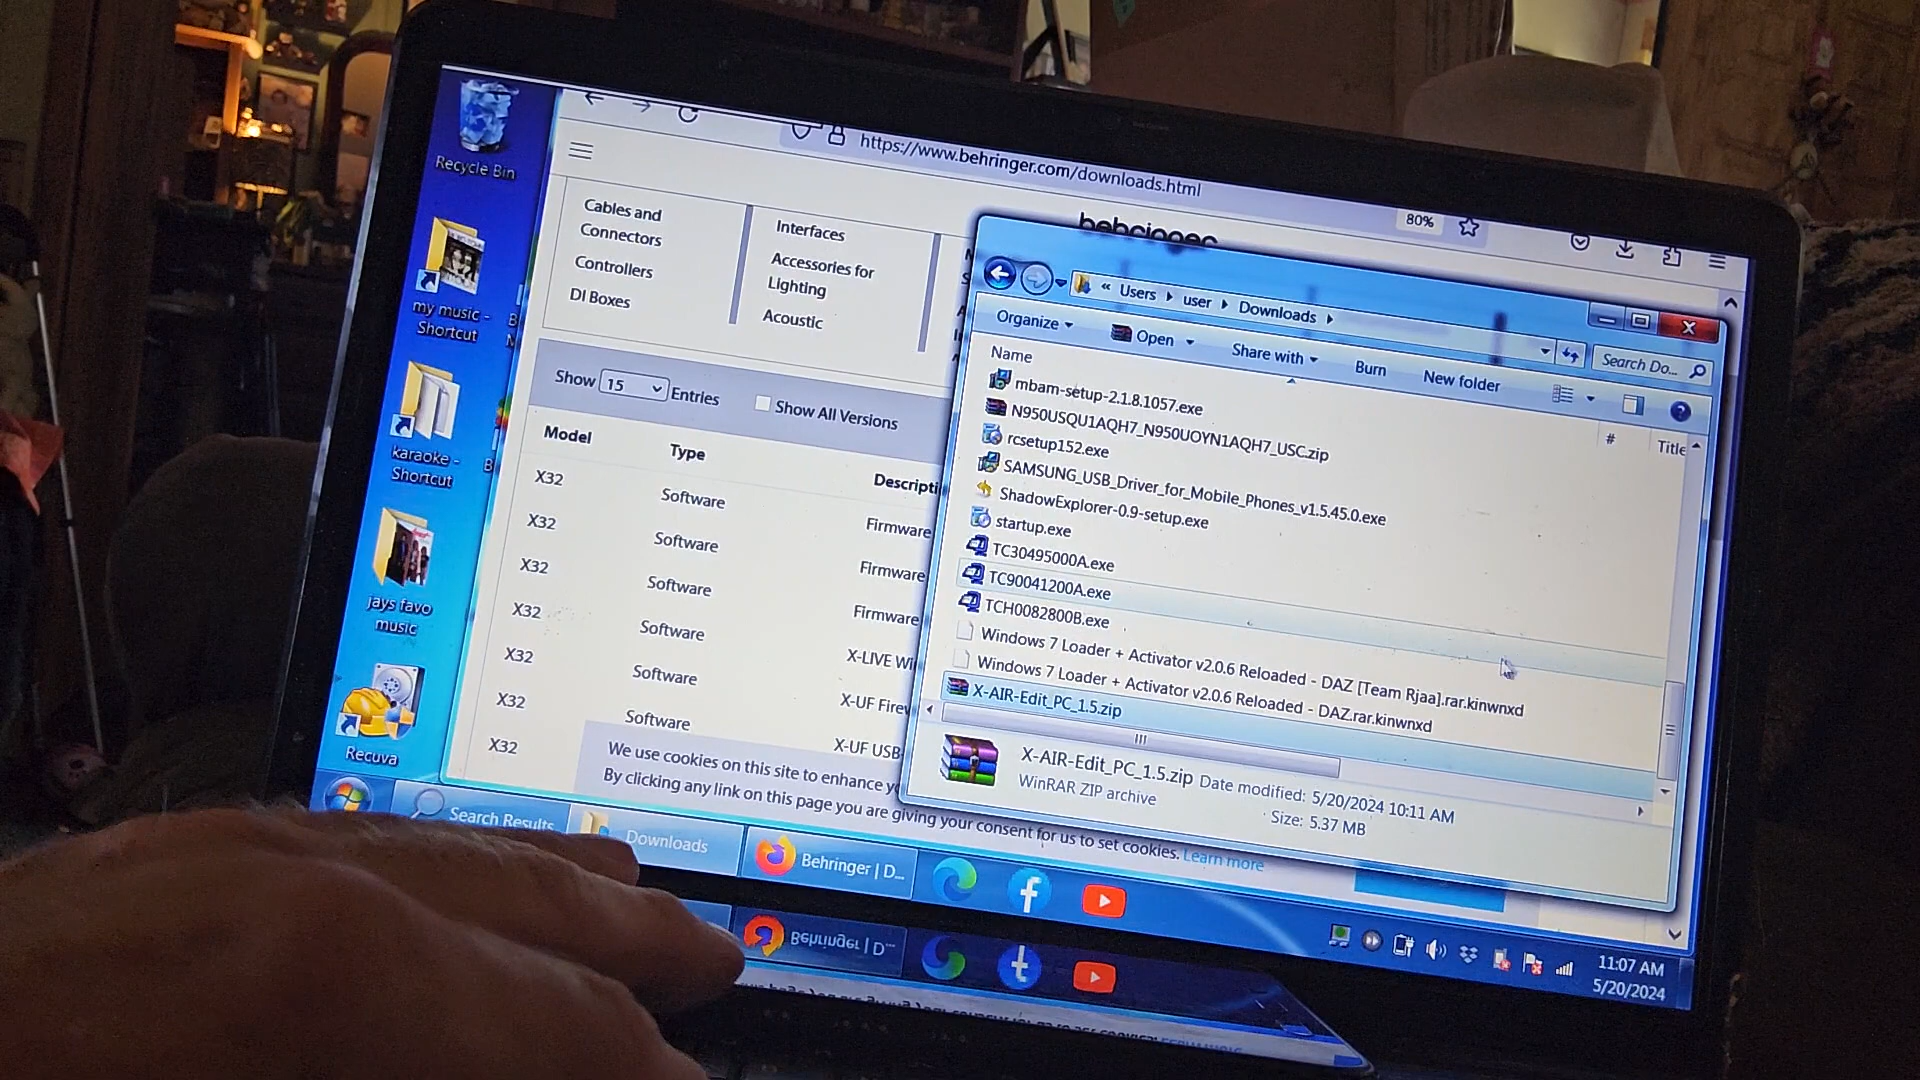 Recycle Bin
my music -
Shortcut
karaoke -
Shortcut
jays favo
music
Recuva
https://www.behringer.com/downloads.html
80%
behringer
Cables and
Connectors
Controllers
DI Boxes
Interfaces
Accessories for
Lighting
Acoustic
Show 15 Entries
Show All Versions
Model Type
X32 Software Firmware
X32 Software Firmware
X32 Software Firmware
X32 Software
X32 Software
X32 Software
X32
X-UF USB
We use cookies on this site to enhance
By clicking any link on this page you are giving your consent for us to set cookies. Learn more
Users user Downloads
Search Do...
Organize Open Share with Burn New folder
Name # Title
mbam-setup-2.1.8.1057.exe
N950USQU1AQH7_N950UOYN1AQH7_USC.zip
rcsetup152.exe
SAMSUNG_USB_Driver_for_Mobile_Phones_v1.5.45.0.exe
ShadowExplorer-0.9-setup.exe
startup.exe
TC30495000A.exe
TC90041200A.exe
TCH0082800B.exe
Windows 7 Loader + Activator v2.0.6 Reloaded - DAZ [Team Rjaa].rar.kinwnxd
Windows 7 Loader + Activator v2.0.6 Reloaded - DAZ.rar.kinwnxd
X-AIR-Edit_PC_1.5.zip
X-AIR-Edit_PC_1.5.zip Date modified: 5/20/2024 10:11 AM
WinRAR ZIP archive Size: 5.37 MB
Search Results
Downloads
Behringer | D...
11:07 AM
5/20/2024